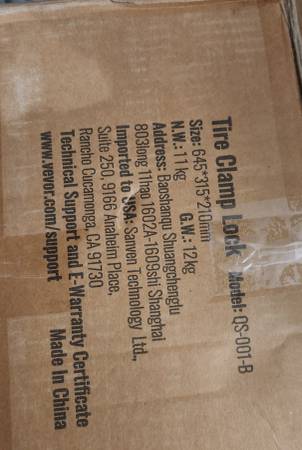 Tire Clamp Lock Model: QS-001-B
Size: 645*315*210mm
N.W.: 11kg G.W.: 12kg
Address: Baoshanqu Shuangchenglu
803long 11hao 1602A-1609shi Shanghai
Imported to USA: Sanven Technology Ltd.,
Suite 250, 9166 Anaheim Place,
Rancho Cucamonga, CA 91730
Technical Support and E-Warranty Certificate
www.vevor.com/support Made In China